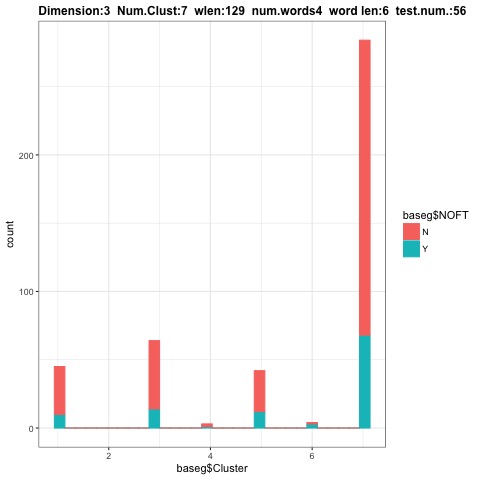 Dimension:3 Num.Clust:7 wlen:129 num.words4 word len:6 test.num.:56
200
100
0
count
2
4
6
baseg$Cluster
baseg$NOFT
N
Y